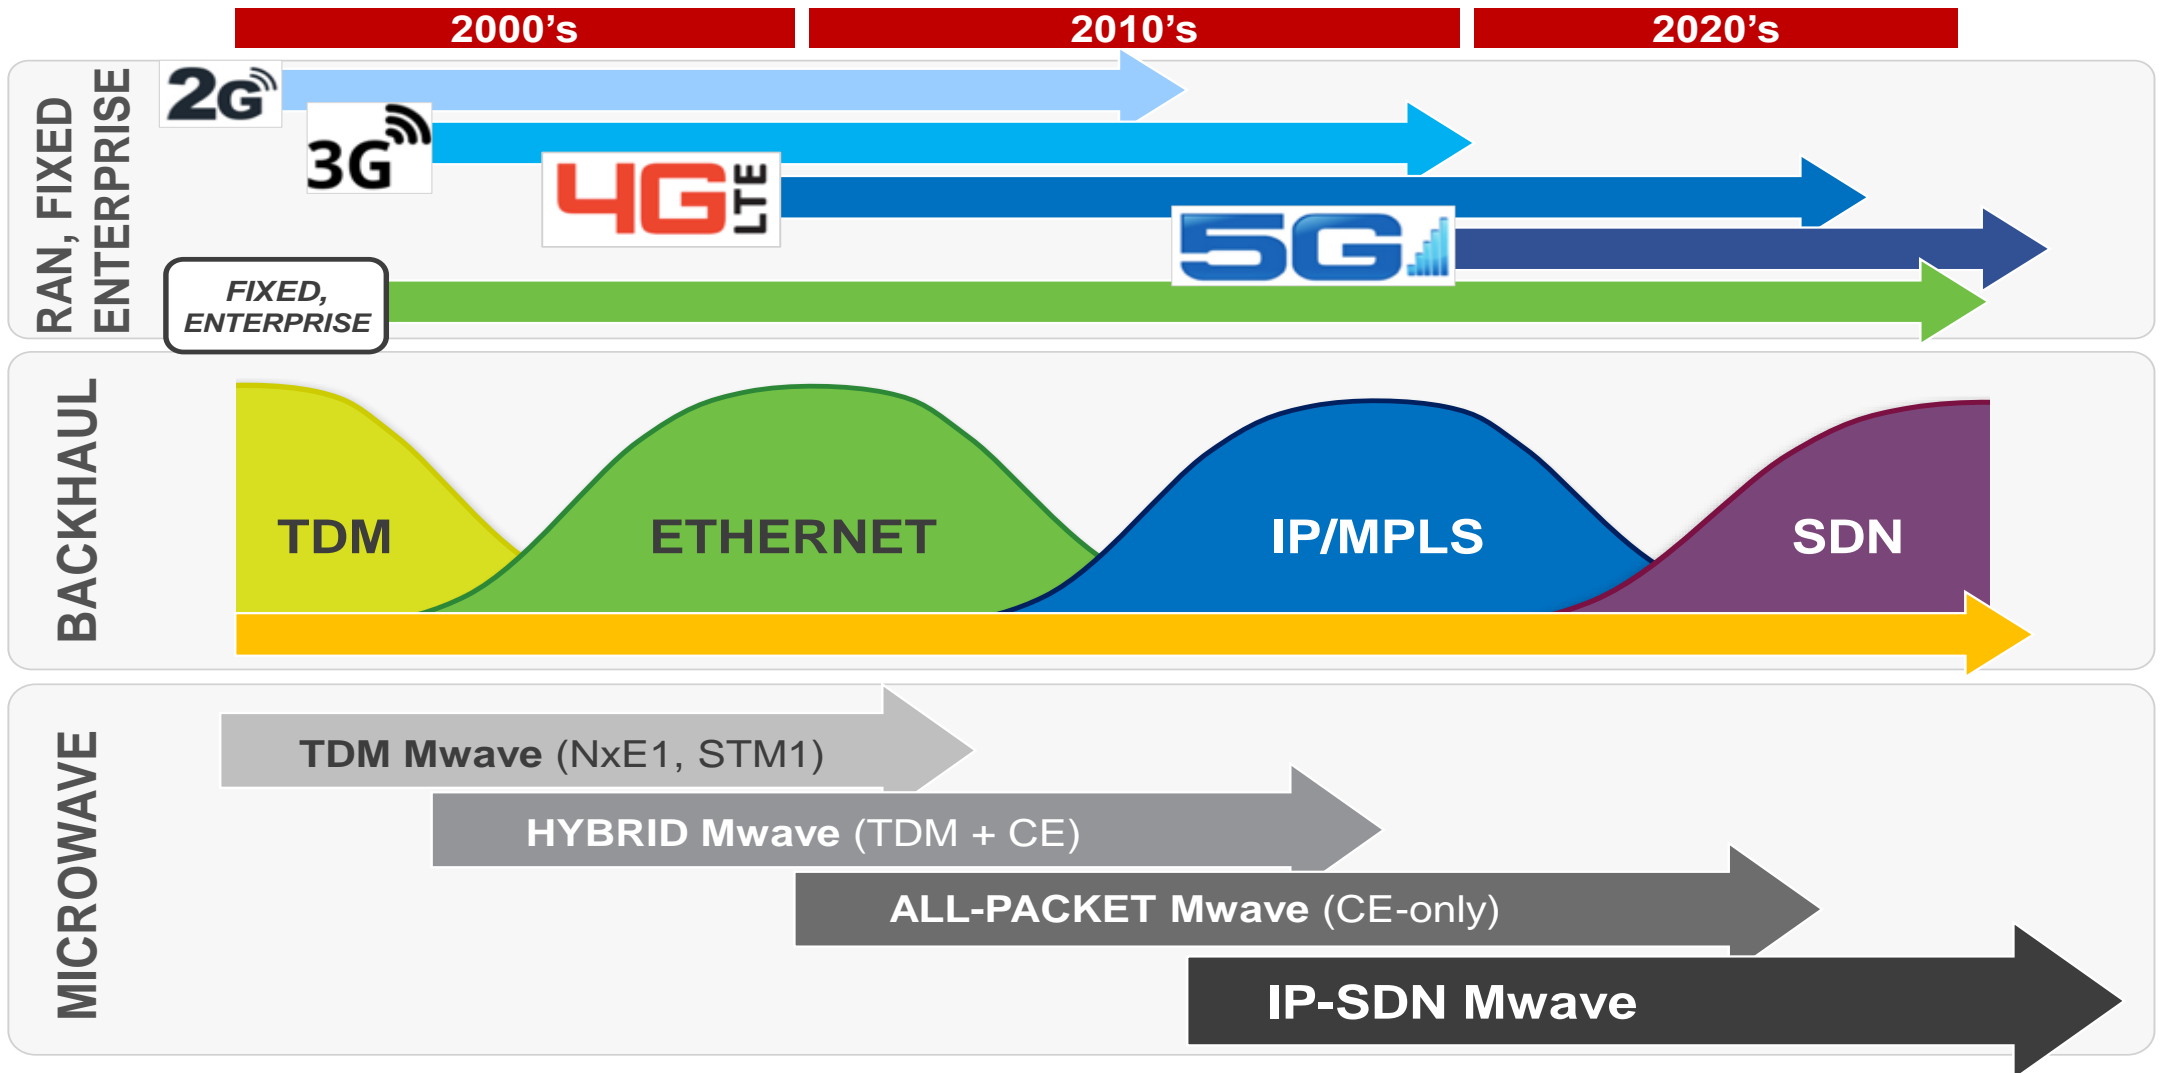 2000’s
2010’s
2020’s
RAN, FIXED
ENTERPRISE
2G
3G
4G LTE
5G
FIXED,
ENTERPRISE
BACKHAUL
TDM
ETHERNET
IP/MPLS
SDN
MICROWAVE
TDM Mwave (NxE1, STM1)
HYBRID Mwave (TDM + CE)
ALL-PACKET Mwave (CE-only)
IP-SDN Mwave